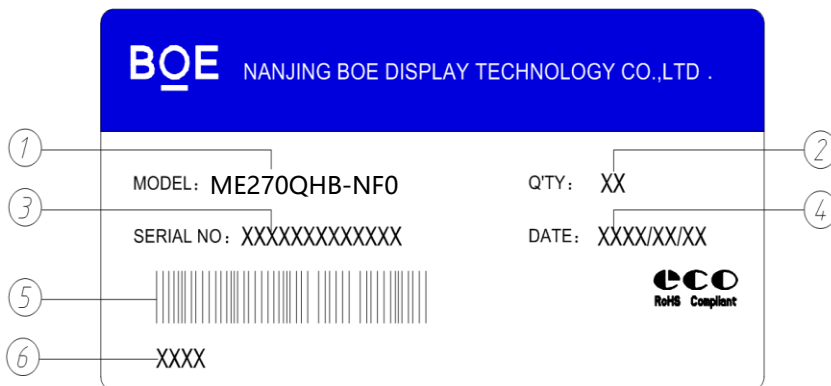 BOE NANJING BOE DISPLAY TECHNOLOGY CO.,LTD .
1
2
MODEL: ME270QHB-NF0 Q'TY: XX
3
4
SERIAL NO: XXXXXXXXXXXXX DATE: XXXX/XX/XX
eco
RoHS Compliant
5
6
XXXX